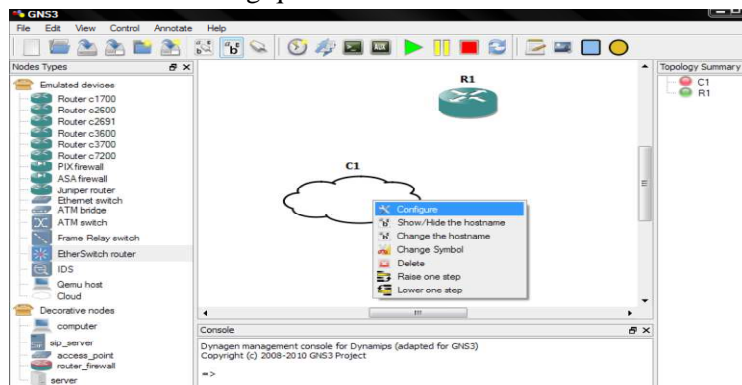 GNS3
File Edit View Control Annotate Help
Nodes Types
Topology Summary
Emulated devices
Router c1700
Router c2600
Router c2691
Router c3600
Router c3700
Router c7200
PIX firewall
ASA firewall
Juniper router
Ethernet switch
ATM bridge
ATM switch
Frame Relay switch
EtherSwitch router
IDS
Qemu host
Cloud
Decorative nodes
computer
sip_server
access_point
router_firewall
server
R1
C1
Configure
Show/Hide the hostname
Change the hostname
Change Symbol
Delete
Raise one step
Lower one step
C1
R1
Console
Dynagen management console for Dynamips (adapted for GNS3)
Copyright (c) 2008-2010 GNS3 Project
=>